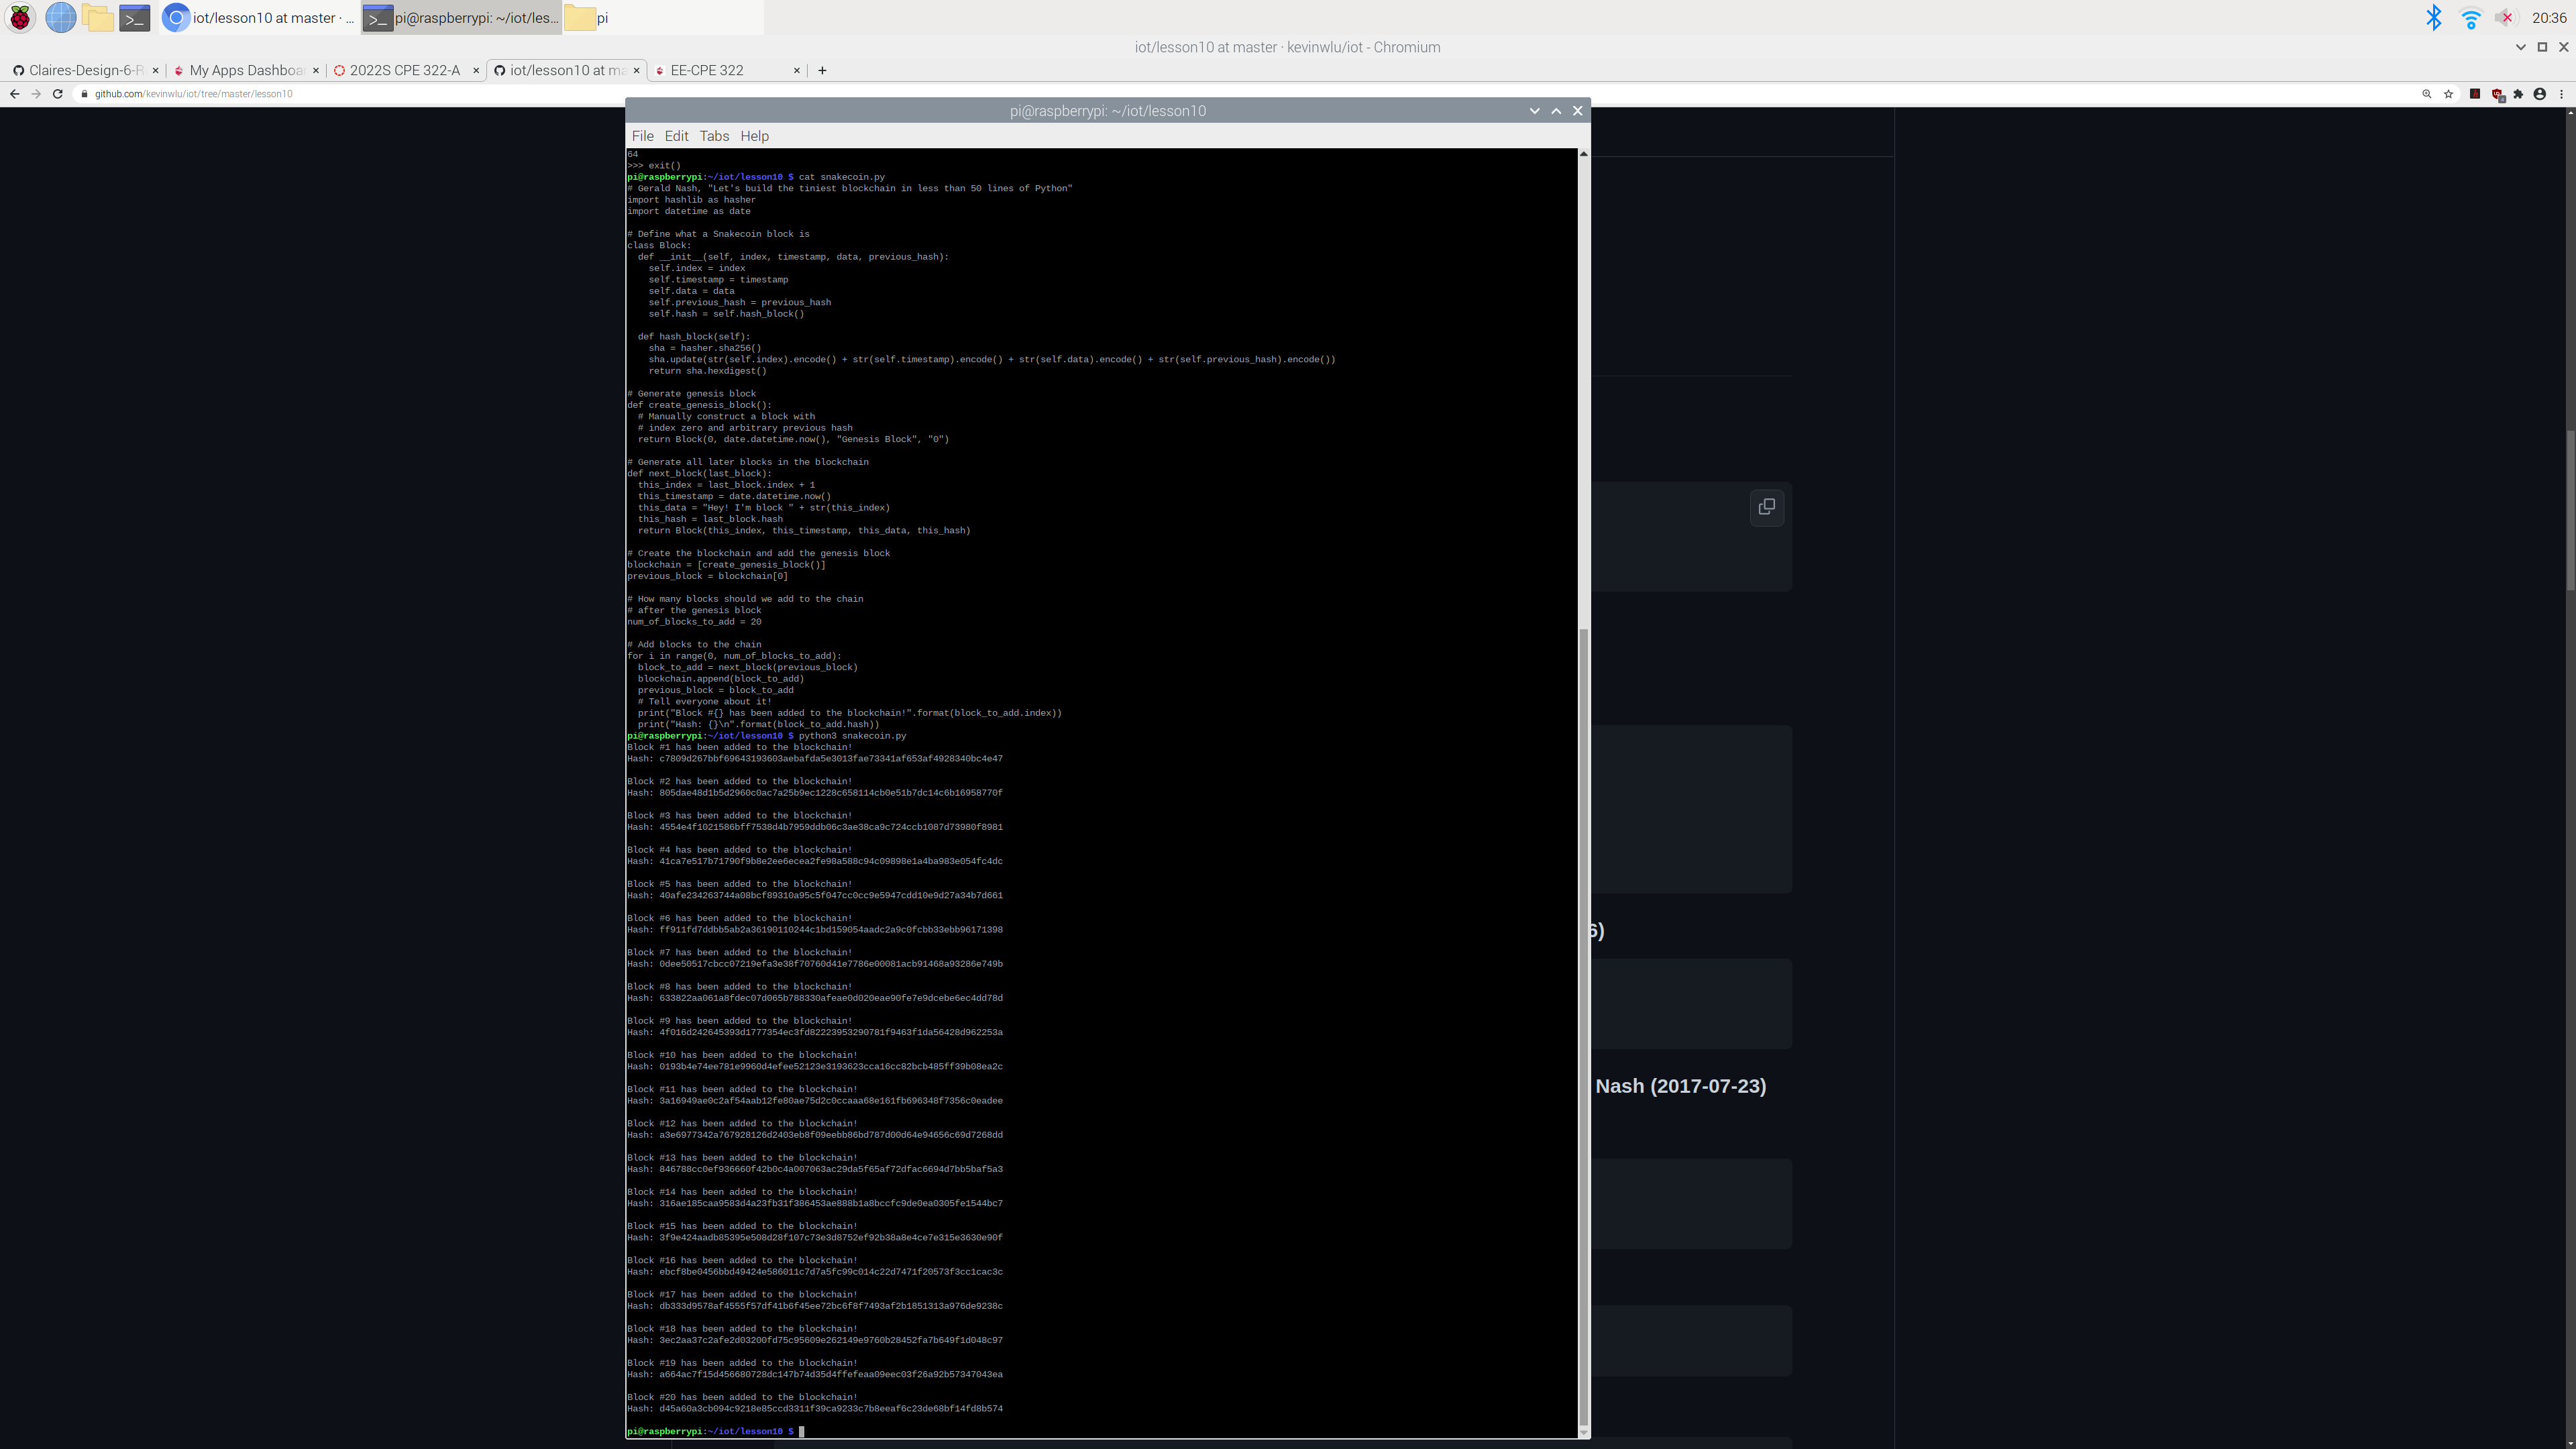 iot/lesson10 at master · …
pi@raspberrypi: ~/iot/les…
pi
20:36
iot/lesson10 at master · kevinwlu/iot - Chromium
Claires-Design-6-R
My Apps Dashboar
2022S CPE 322-A
iot/lesson10 at ma
EE-CPE 322
github.com/kevinwlu/iot/tree/master/lesson10
pi@raspberrypi: ~/iot/lesson10
File Edit Tabs Help
64
>>> exit()
pi@raspberrypi:~/iot/lesson10 $ cat snakecoin.py
# Gerald Nash, "Let's build the tiniest blockchain in less than 50 lines of Python"
import hashlib as hasher
import datetime as date
# Define what a Snakecoin block is
class Block:
  def __init__(self, index, timestamp, data, previous_hash):
    self.index = index
    self.timestamp = timestamp
    self.data = data
    self.previous_hash = previous_hash
    self.hash = self.hash_block()
  def hash_block(self):
    sha = hasher.sha256()
    sha.update(str(self.index).encode() + str(self.timestamp).encode() + str(self.data).encode() + str(self.previous_hash).encode())
    return sha.hexdigest()
# Generate genesis block
def create_genesis_block():
  # Manually construct a block with
  # index zero and arbitrary previous hash
  return Block(0, date.datetime.now(), "Genesis Block", "0")
# Generate all later blocks in the blockchain
def next_block(last_block):
  this_index = last_block.index + 1
  this_timestamp = date.datetime.now()
  this_data = "Hey! I'm block " + str(this_index)
  this_hash = last_block.hash
  return Block(this_index, this_timestamp, this_data, this_hash)
# Create the blockchain and add the genesis block
blockchain = [create_genesis_block()]
previous_block = blockchain[0]
# How many blocks should we add to the chain
# after the genesis block
num_of_blocks_to_add = 20
# Add blocks to the chain
for i in range(0, num_of_blocks_to_add):
  block_to_add = next_block(previous_block)
  blockchain.append(block_to_add)
  previous_block = block_to_add
  # Tell everyone about it!
  print("Block #{} has been added to the blockchain!".format(block_to_add.index))
  print("Hash: {}\n".format(block_to_add.hash))
pi@raspberrypi:~/iot/lesson10 $ python3 snakecoin.py
Block #1 has been added to the blockchain!
Hash: c7809d267bbf69643193603aebafda5e3013fae73341af653af4928340bc4e47
Block #2 has been added to the blockchain!
Hash: 805dae48d1b5d2960c0ac7a25b9ec1228c658114cb0e51b7dc14c6b16958770f
Block #3 has been added to the blockchain!
Hash: 4554e4f1021586bff7538d4b7959ddb06c3ae38ca9c724ccb1087d73980f8981
Block #4 has been added to the blockchain!
Hash: 41ca7e517b71790f9b8e2ee6ecea2fe98a588c94c09898e1a4ba983e054fc4dc
Block #5 has been added to the blockchain!
Hash: 40afe234263744a08bcf89310a95c5f047cc0cc9e5947cdd10e9d27a34b7d661
Block #6 has been added to the blockchain!
Hash: ff911fd7ddbb5ab2a36190110244c1bd159054aadc2a9c0fcbb33ebb96171398
Block #7 has been added to the blockchain!
Hash: 0dee50517cbcc07219efa3e38f70760d41e7786e00081acb91468a93286e749b
Block #8 has been added to the blockchain!
Hash: 633822aa061a8fdec07d065b788330afeae0d020eae90fe7e9dcebe6ec4dd78d
Block #9 has been added to the blockchain!
Hash: 4f016d242645393d1777354ec3fd82223953290781f9463f1da56428d962253a
Block #10 has been added to the blockchain!
Hash: 0193b4e74ee781e9960d4efee52123e3193623cca16cc82bcb485ff39b08ea2c
Block #11 has been added to the blockchain!
Hash: 3a16949ae0c2af54aab12fe80ae75d2c0ccaaa68e161fb696348f7356c0eadee
Block #12 has been added to the blockchain!
Hash: a3e6977342a767928126d2403eb8f09eebb86bd787d00d64e94656c69d7268dd
Block #13 has been added to the blockchain!
Hash: 846788cc0ef936660f42b0c4a007063ac29da5f65af72dfac6694d7bb5baf5a3
Block #14 has been added to the blockchain!
Hash: 316ae185caa9583d4a23fb31f386453ae888b1a8bccfc9de0ea0305fe1544bc7
Block #15 has been added to the blockchain!
Hash: 3f9e424aadb85395e508d28f107c73e3d8752ef92b38a8e4ce7e315e3630e90f
Block #16 has been added to the blockchain!
Hash: ebcf8be0456bbd49424e586011c7d7a5fc99c014c22d7471f20573f3cc1cac3c
Block #17 has been added to the blockchain!
Hash: db333d9578af4555f57df41b6f45ee72bc6f8f7493af2b1851313a976de9238c
Block #18 has been added to the blockchain!
Hash: 3ec2aa37c2afe2d03200fd75c95609e262149e9760b28452fa7b649f1d048c97
Block #19 has been added to the blockchain!
Hash: a664ac7f15d456680728dc147b74d35d4ffefeaa09eec03f26a92b57347043ea
Block #20 has been added to the blockchain!
Hash: d45a60a3cb094c9218e85ccd3311f39ca9233c7b8eeaf6c23de68bf14fd8b574
pi@raspberrypi:~/iot/lesson10 $
6)
Nash (2017-07-23)